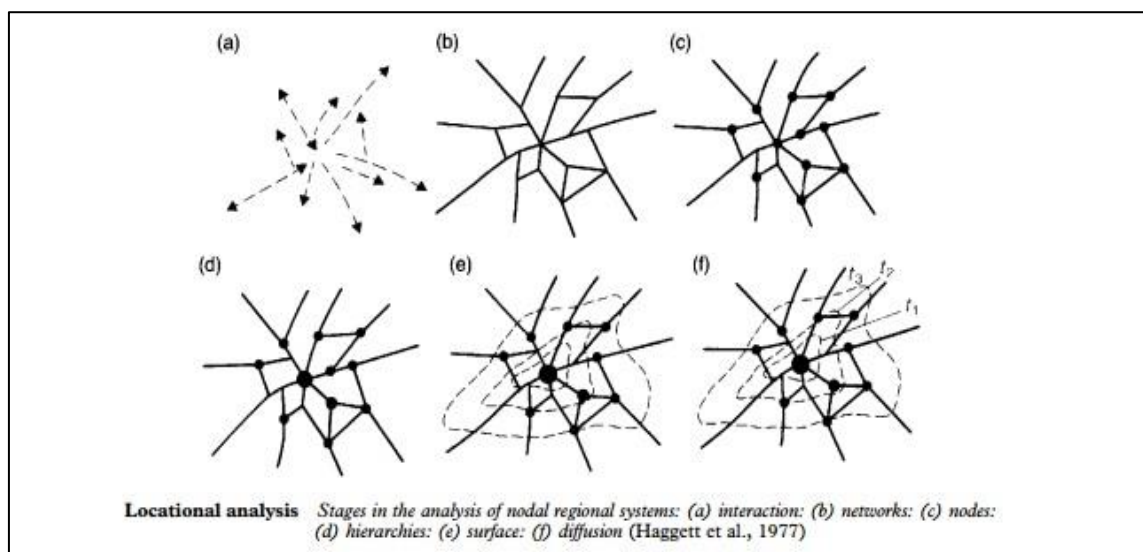 (a)
(b)
(c)
(d)
(e)
(f)
t3
t2
t1
Locational analysis Stages in the analysis of nodal regional systems: (a) interaction: (b) networks: (c) nodes:
(d) hierarchies: (e) surface: (f) diffusion (Haggett et al., 1977)